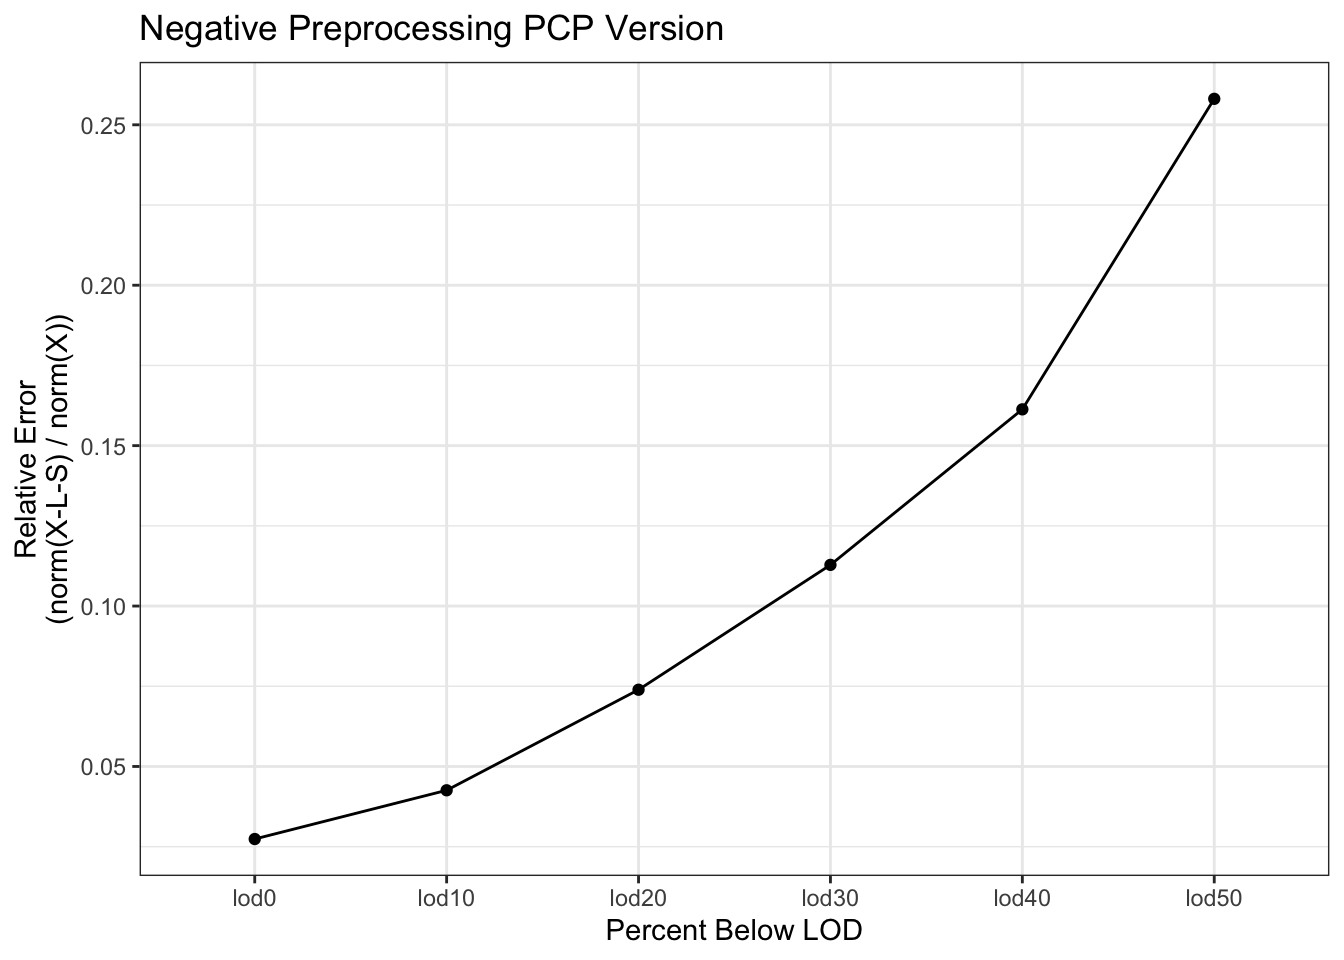 Negative Preprocessing PCP Version
Relative Error
(norm(X-L-S) / norm(X))
0.25
0.20
0.15
0.10
0.05
lod0
lod10
lod20
lod30
lod40
lod50
Percent Below LOD